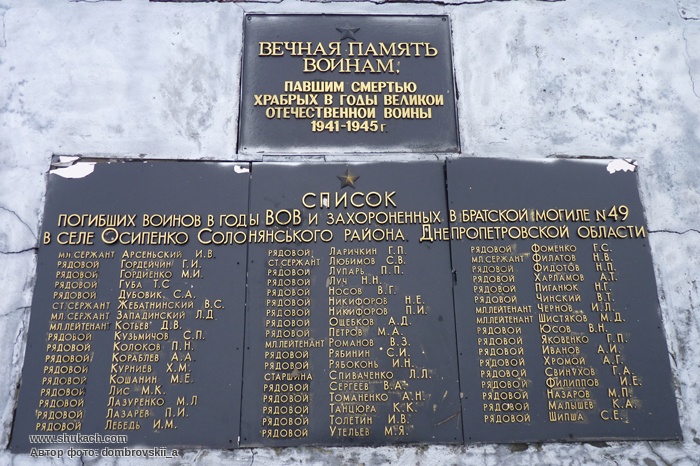 ВЕЧНАЯ ПАМЯТЬ
ВОИНАМ,
ПАВШИМ СМЕРТЬЮ
ХРАБРЫХ В ГОДЫ ВЕЛИКОЙ
ОТЕЧЕСТВЕННОЙ ВОЙНЫ
1941-1945 г.
СПИСОК
ПОГИБШИХ ВОИНОВ В ГОДЫ ВОВ И ЗАХОРОНЕННЫХ В БРАТСКОЙ МОГИЛЕ №49
В СЕЛЕ ОСИПЕНКО СОЛОНЯНСЬКОГО РАЙОНА ДНЕПРОПЕТРОВСКОЙ ОБЛАСТИ
МЛ.СЕРЖАНТ АРСЕНЬСКИЙ И.В.
РЯДОВОЙ ГОРДЕЙЧИН Г.И.
РЯДОВОЙ ГОРДИЕНКО М.И.
РЯДОВОЙ ГУБА Т.С
РЯДОВОЙ ДУБОВИК С.А.
СТ.СЕРЖАНТ ЖЕБАТНИНСКИЙ В.С.
МЛ.СЕРЖАНТ ЗАПАДИНСКИЙ Л.Д
МЛ.ЛЕЙТЕНАНТ КОТЬЕВ Д.В.
РЯДОВОЙ КУЗЬМИЧОВ С.П.
РЯДОВОЙ КОЛОКОВ П.Н.
РЯДОВОЙ КОРАБЛЕВ А.А.
РЯДОВОЙ КУРНИЕВ Х.М.
РЯДОВОЙ КОШАНИН М.Е.
РЯДОВОЙ ЛИС М.К.
РЯДОВОЙ ЛАЗУРЕНКО М.Л
РЯДОВОЙ ЛАЗАРЕВ П.И.
РЯДОВОЙ ЛЕБЕДЬ И.М.
РЯДОВОЙ ЛАРИЧКИН Г.П.
СТ.СЕРЖАНТ ЛЮБИМОВ С.В.
РЯДОВОЙ ЛУПАРЬ П.П.
РЯДОВОЙ ЛУЧ Н.Н.
РЯДОВОЙ НОСОВ В.Г.
РЯДОВОЙ НИКИФОРОВ Н.Е.
РЯДОВОЙ НИКИФОРОВ П.И.
РЯДОВОЙ ОЩЕБКОВ А.Д.
РЯДОВОЙ ПЕТРОВ М.А.
МЛ.ЛЕЙТЕНАНТ РОМАНОВ В.З.
РЯДОВОЙ РЯБИНИН С.И.
РЯДОВОЙ РЯБОКОНЬ И.Н.
СТАРШИНА СПИВАЧЕНКО Л.Л.
РЯДОВОЙ СЕРГЕЕВ В.А.
РЯДОВОЙ ТОМАНЕНКО А.Н.
РЯДОВОЙ ТАНЦЮРА К.К.
РЯДОВОЙ ТОЛЕТИН И.В.
РЯДОВОЙ УТЕЛЬЕВ М.Я.
РЯДОВОЙ ФОМЕНКО Г.С.
МЛ.СЕРЖАНТ ФИЛАТОВ Н.В.
РЯДОВОЙ ФИДОТОВ Н.П.
РЯДОВОЙ ХАРЛАМОВ А.Т.
РЯДОВОЙ ПИГАНЮК Н.Г.
РЯДОВОЙ ЧИНСКИЙ В.Т.
МЛ.ЛЕЙТЕНАНТ ЧЕРНОВ И.П.
МЛ.ЛЕЙТЕНАНТ ШИСТЯКОВ М.Д.
РЯДОВОЙ ЮСОВ В.Н.
РЯДОВОЙ ЯКОВЕНКО Г.П.
РЯДОВОЙ ИВАНОВ А.И.
РЯДОВОЙ ХРОМОЙ А.Г.
РЯДОВОЙ СВИНУХОВ Г.А.
РЯДОВОЙ ФИЛИППОВ И.Е.
РЯДОВОЙ НАЗАРОВ М.П.
РЯДОВОЙ МАЛЫШЕВ К.А.
РЯДОВОЙ ШИПША С.Е.
www.shukach.com
Автор фото- dombrovskii_a